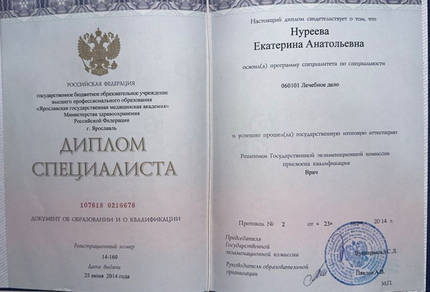 РОССИЙСКАЯ ФЕДЕРАЦИЯ
государственное бюджетное образовательное учреждение
высшего профессионального образования
«Ярославская государственная медицинская академия»
Министерства здравоохранения
Российской Федерации
г. Ярославль
ДИПЛОМ
СПЕЦИАЛИСТА
107618 0216678
ДОКУМЕНТ ОБ ОБРАЗОВАНИИ И О КВАЛИФИКАЦИИ
Регистрационный номер
14-160
Дата выдачи
25 июня 2014 года
Настоящий диплом свидетельствует о том, что
Нуреева
Екатерина Анатольевна
освоил(а) программу специалитета по специальности
060101 Лечебное дело
и успешно прошел(ла) государственную итоговую аттестацию
Решением Государственной экзаменационной комиссии
присвоена квалификация
Врач
Протокол № 2 от « 23» 2014 г.
Председатель
Государственной
экзаменационной комиссии
Руководитель образовательной
организации
Павлов А.В.
М.П.